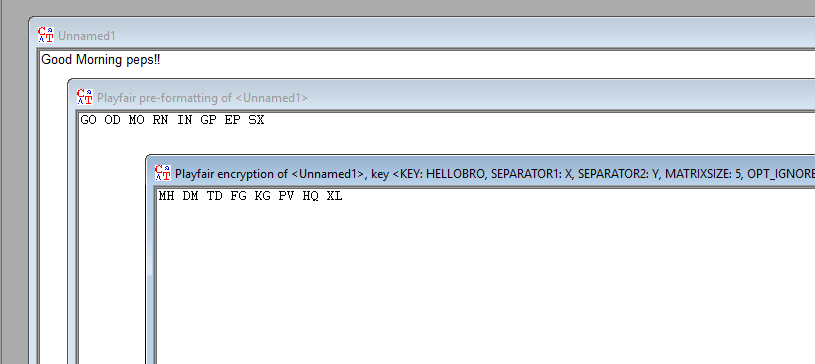 Unnamed1
Good Morning peps!!
Playfair pre-formatting of <Unnamed1>
GO OD MO RN IN GP EP SX
Playfair encryption of <Unnamed1>, key <KEY: HELLOBRO, SEPARATOR1: X, SEPARATOR2: Y, MATRIXSIZE: 5, OPT_IGNORE
MH DM TD FG KG PV HQ XL